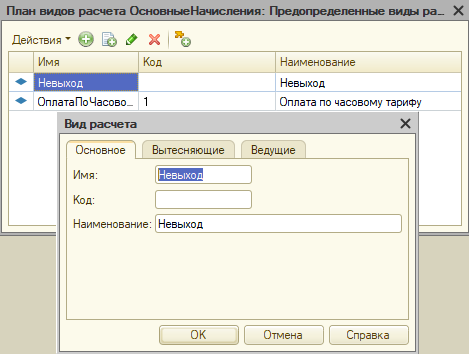 План видов расчета ОсновныеНачисления: Предопределенные виды ра...
Действия
Имя Код Наименование
Невыход Невыход
ОплатаПоЧасово... 1 Оплата по часовому тарифу
Вид расчета
Основное Вытесняющие Ведущие
Имя: Невыход
Код:
Наименование: Невыход
OK Отмена Справка